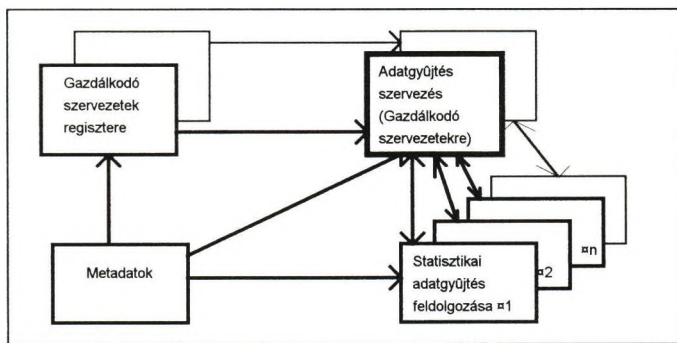 Gazdálkodó
szervezetek
regisztere
Adatgyûjtés
szervezés
(Gazdálkodó
szervezetekre)
Metadatok
Statisztikai
adatgyûjtés
feldolgozása ¤1
¤2
¤n